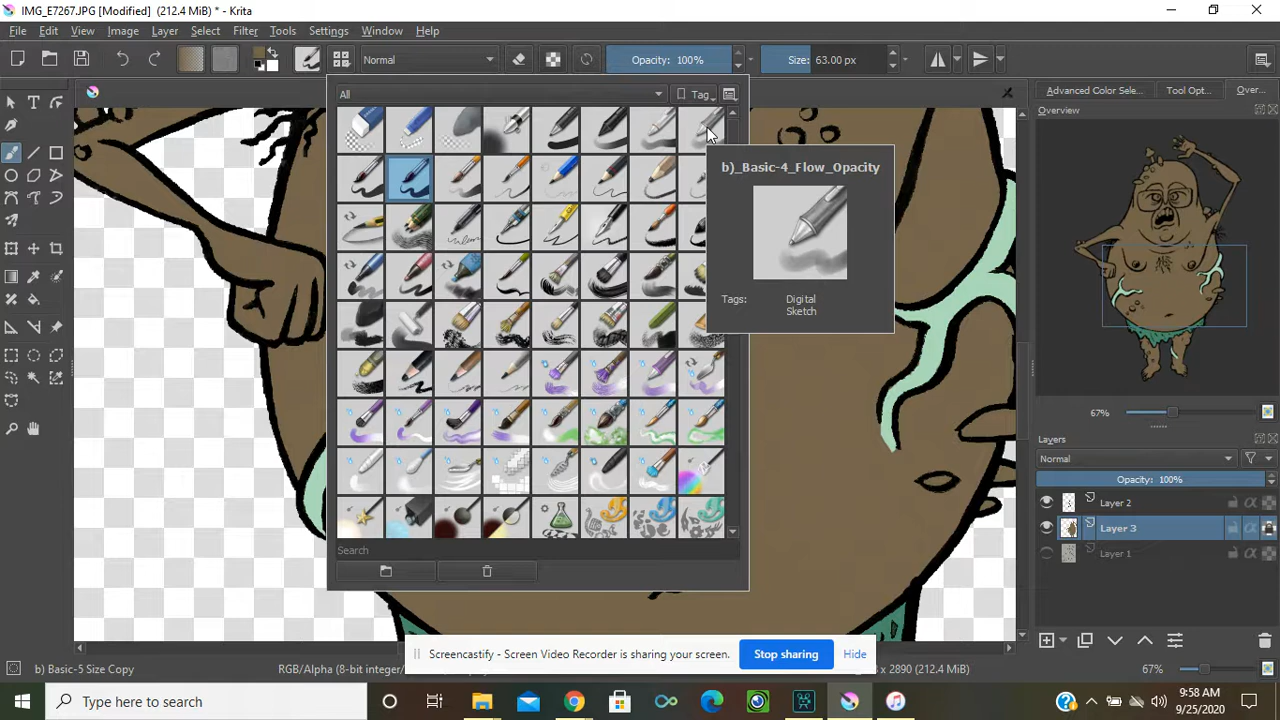 IMG_E7267.JPG [Modified] (212.4 MiB) * - Krita
File Edit View Image Layer Select Filter Tools Settings Window Help
Normal
Opacity: 100%
Size: 63.00 px
All
Tag
b)_Basic-4_Flow_Opacity
Tags:
Digital
Sketch
Search
Advanced Color Sele...
Tool Opt...
Over...
Overview
67%
Layers
Normal
Opacity: 100%
Layer 2
Layer 3
Layer 1
Screencastify - Screen Video Recorder is sharing your screen.
Stop sharing
Hide
b) Basic-5 Size Copy
RGB/Alpha (8-bit integer/
2890 (212.4 MiB)
67%
Type here to search
9:58 AM
9/25/2020